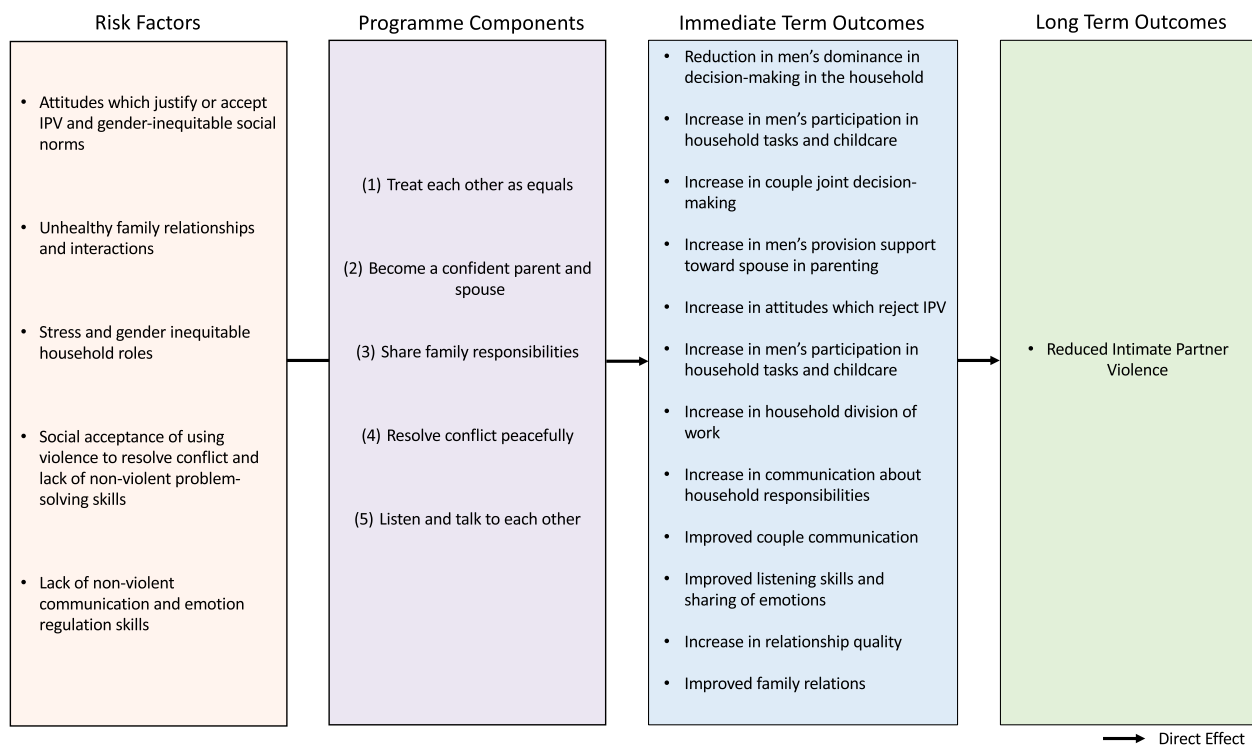 Risk Factors
• Attitudes which justify or accept
IPV and gender-inequitable social
norms
• Unhealthy family relationships
and interactions
• Stress and gender inequitable
household roles
• Social acceptance of using
violence to resolve conflict and
lack of non-violent problem-
solving skills
• Lack of non-violent
communication and emotion
regulation skills
Programme Components
(1) Treat each other as equals
(2) Become a confident parent and
spouse
(3) Share family responsibilities
(4) Resolve conflict peacefully
(5) Listen and talk to each other
Immediate Term Outcomes
• Reduction in men’s dominance in
decision-making in the household
• Increase in men’s participation in
household tasks and childcare
• Increase in couple joint decision-
making
• Increase in men’s provision support
toward spouse in parenting
• Increase in attitudes which reject IPV
• Increase in men’s participation in
household tasks and childcare
• Increase in household division of
work
• Increase in communication about
household responsibilities
• Improved couple communication
• Improved listening skills and
sharing of emotions
• Increase in relationship quality
• Improved family relations
Long Term Outcomes
• Reduced Intimate Partner
Violence
Direct Effect